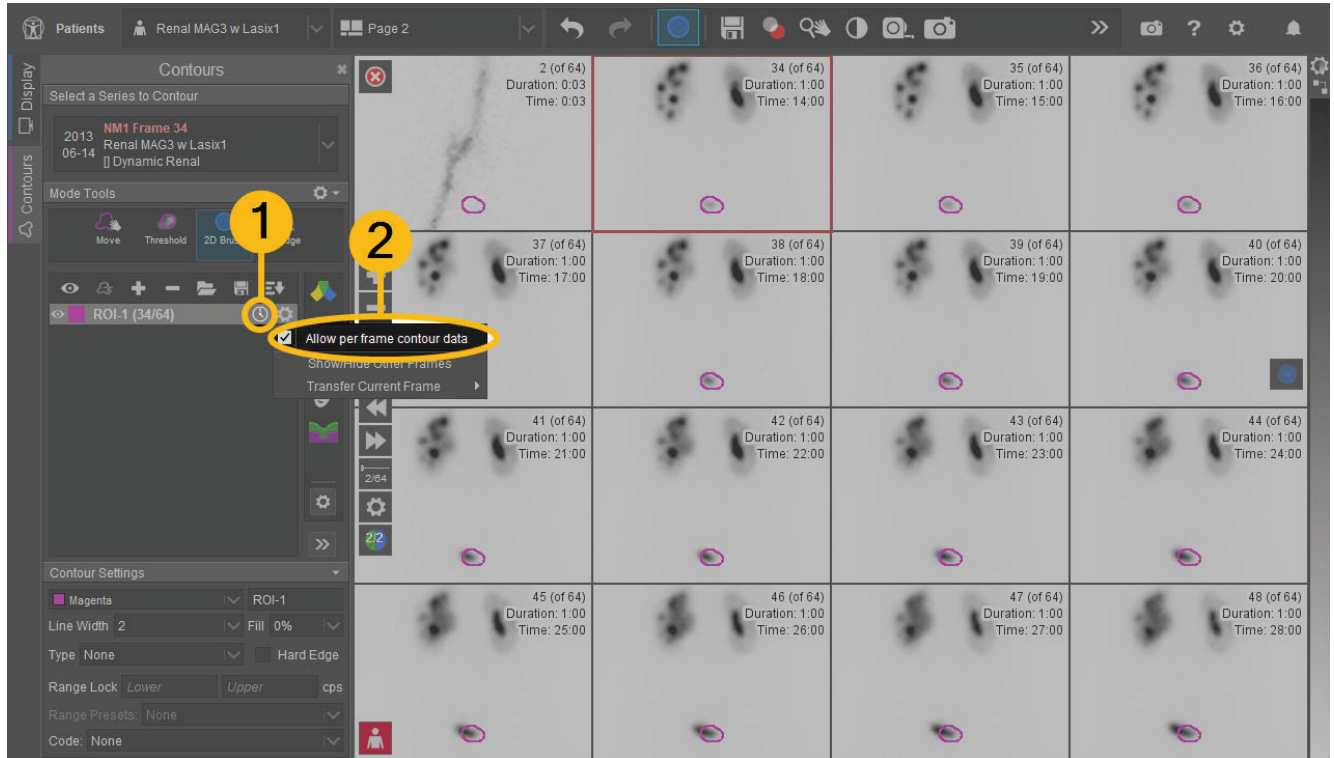 Patients
Renal MAG3 w Lasix1
Page 2
?
Display
Contours
Contours
Select a Series to Contour
2013
06-14
NM1 Frame 34
Renal MAG3 w Lasix1
[] Dynamic Renal
Mode Tools
Move
Threshold
1
2
ROI-1 (34/64)
Allow per frame contour data
Show/Hide Other Frames
Transfer Current Frame
2/64
2/2
Contour Settings
Magenta
ROI-1
Line Width 2
Fill 0%
Type None
Hard Edge
Range Lock Lower Upper cps
Range Presets: None
Code: None
2 (of 64)
Duration: 0:03
Time: 0:03
34 (of 64)
Duration: 1:00
Time: 14:00
35 (of 64)
Duration: 1:00
Time: 15:00
36 (of 64)
Duration: 1:00
Time: 16:00
37 (of 64)
Duration: 1:00
Time: 17:00
38 (of 64)
Duration: 1:00
Time: 18:00
39 (of 64)
Duration: 1:00
Time: 19:00
40 (of 64)
Duration: 1:00
Time: 20:00
41 (of 64)
Duration: 1:00
Time: 21:00
42 (of 64)
Duration: 1:00
Time: 22:00
43 (of 64)
Duration: 1:00
Time: 23:00
44 (of 64)
Duration: 1:00
Time: 24:00
45 (of 64)
Duration: 1:00
Time: 25:00
46 (of 64)
Duration: 1:00
Time: 26:00
47 (of 64)
Duration: 1:00
Time: 27:00
48 (of 64)
Duration: 1:00
Time: 28:00